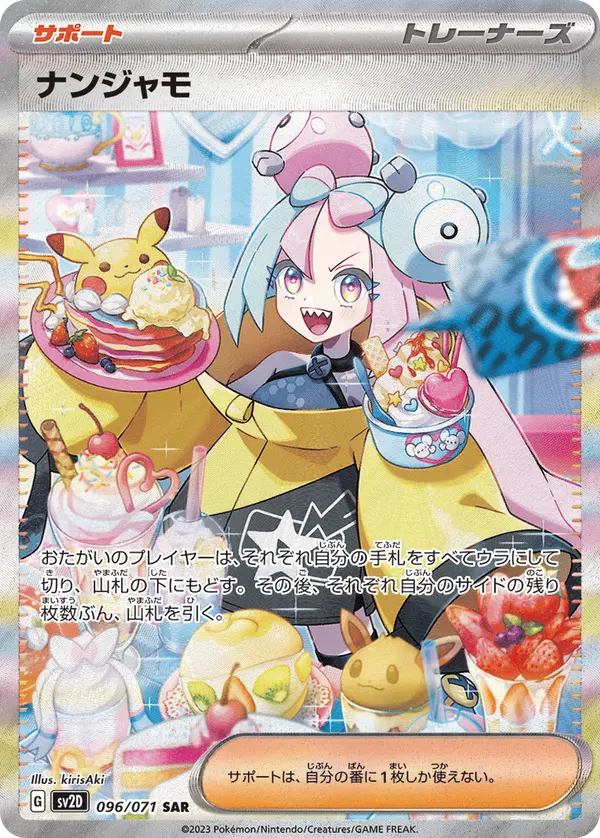 サポート トレーナーズ
ナンジャモ
おたがいのプレイヤーは、それぞれ自分の手札をすべてウラにして
切り、山札の下にもどす。その後、それぞれ自分のサイドの残り
枚数ぶん、山札を引く。
サポートは、自分の番に1枚しか使えない。
Illus. kirisAki
G sv2D 096/071 SAR
©2023 Pokémon/Nintendo/Creatures/GAME FREAK.